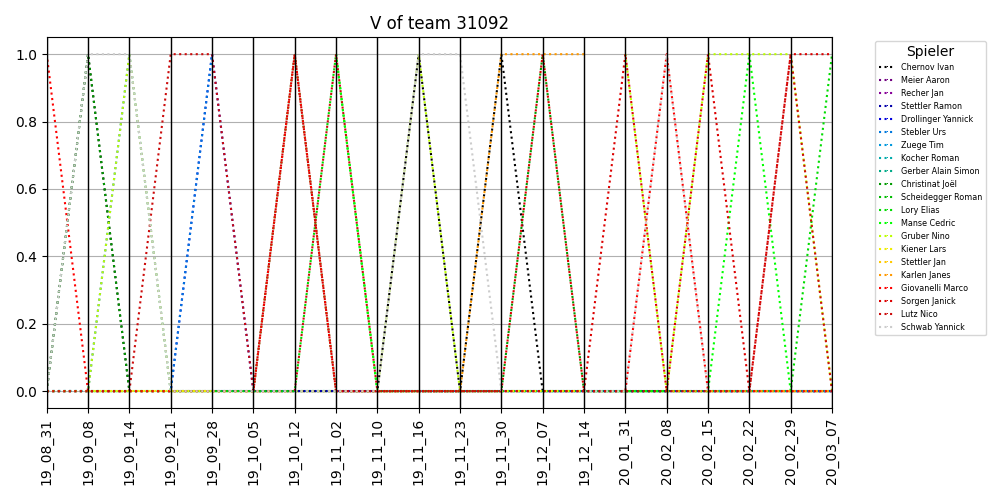 V of team 31092
1.0
0.8
0.6
0.4
0.2
0.0
19_08_31
19_09_08
19_09_14
19_09_21
19_09_28
19_10_05
19_10_12
19_11_02
19_11_10
19_11_16
19_11_23
19_11_30
19_12_07
19_12_14
20_01_31
20_02_08
20_02_15
20_02_22
20_02_29
20_03_07
Spieler
Chernov Ivan
Meier Aaron
Recher Jan
Stettler Ramon
Drollinger Yannick
Stebler Urs
Zuege Tim
Kocher Roman
Gerber Alain Simon
Christinat Joël
Scheidegger Roman
Lory Elias
Manse Cedric
Gruber Nino
Kiener Lars
Stettler Jan
Karlen Janes
Giovanelli Marco
Sorgen Janick
Lutz Nico
Schwab Yannick